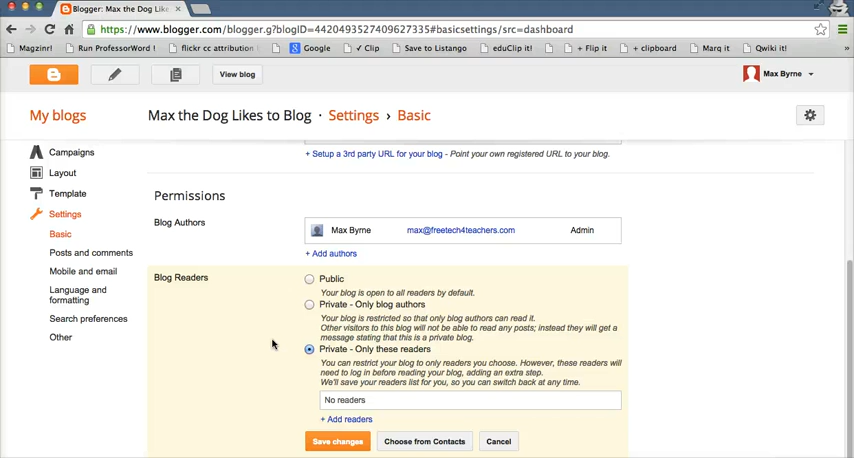 Blogger: Max the Dog Like ×
https://www.blogger.com/blogger.g?blogID=4420493527409627335#basicsettings/src=dashboard
Magzinr! Run ProfessorWord ! flickr cc attribution Google ✓ Clip Save to Listango eduClip it! + Flip it + clipboard Marq it Qwiki it! »
View blog Max Byrne
My blogs Max the Dog Likes to Blog · Settings › Basic
Campaigns
+ Setup a 3rd party URL for your blog - Point your own registered URL to your blog.
Layout
Template
Permissions
Settings
Blog Authors Max Byrne max@freetech4teachers.com Admin
Basic
Posts and comments
+ Add authors
Mobile and email
Blog Readers Public
Language and formatting
Your blog is open to all readers by default.
Private - Only blog authors
Search preferences
Your blog is restricted so that only blog authors can read it.
Other visitors to this blog will not be able to read any posts; instead they will get a
message stating that this is a private blog.
Other
Private - Only these readers
You can restrict your blog to only readers you choose. However, these readers will
need to log in before reading your blog, adding an extra step.
We'll save your readers list for you, so you can switch back at any time.
No readers
+ Add readers
Save changes Choose from Contacts Cancel